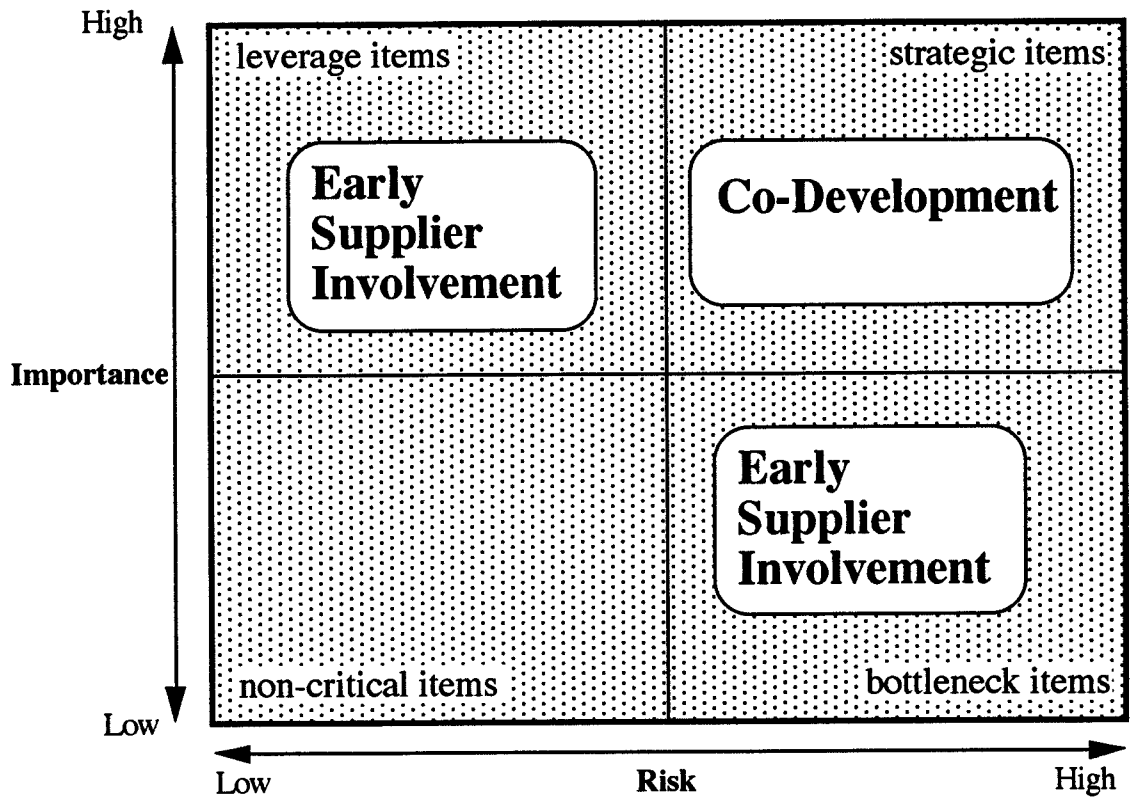 High
leverage items
strategic items
Early
Supplier
Involvement
Co-Development
Importance
Early
Supplier
Involvement
non-critical items
bottleneck items
Low
Low
Risk
High